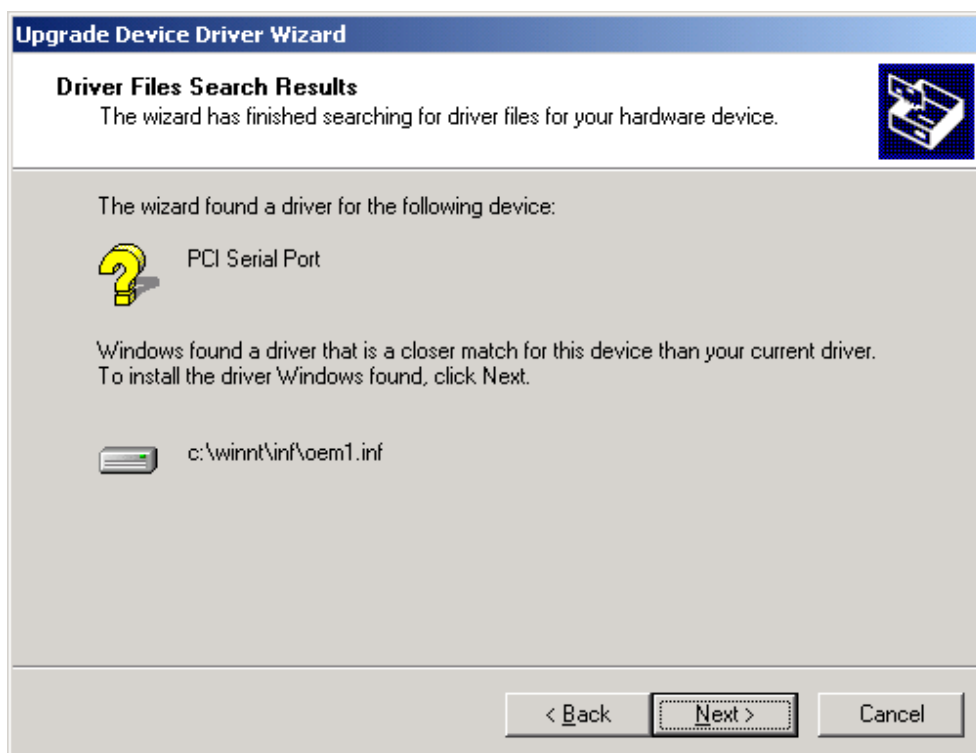 Upgrade Device Driver Wizard
Driver Files Search Results
The wizard has finished searching for driver files for your hardware device.
The wizard found a driver for the following device:
PCI Serial Port
Windows found a driver that is a closer match for this device than your current driver.
To install the driver Windows found, click Next.
c:\winnt\inf\oem1.inf
< Back
Next >
Cancel